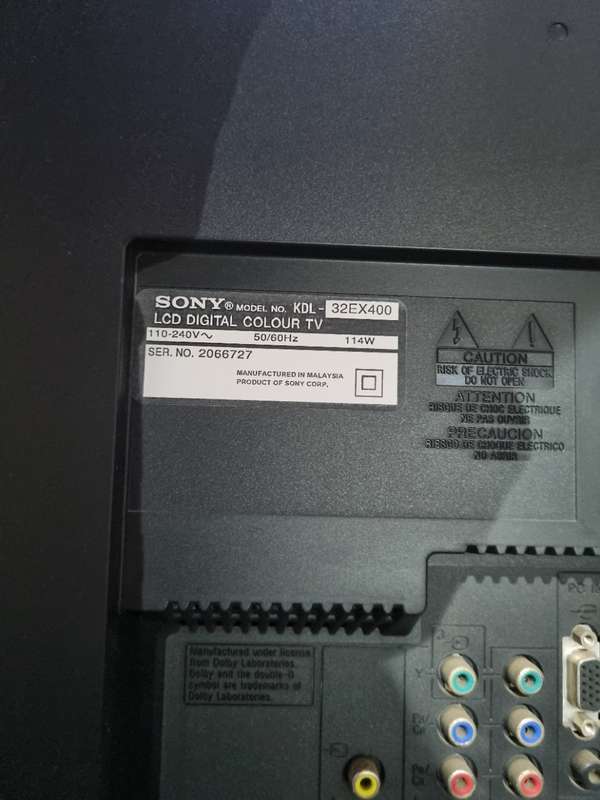 SONY® MODEL NO. KDL-32EX400
LCD DIGITAL COLOUR TV
110-240V~ 50/60Hz 114W
SER. NO. 2066727
MANUFACTURED IN MALAYSIA
PRODUCT OF SONY CORP.
CAUTION
RISK OF ELECTRIC SHOCK
DO NOT OPEN
ATTENTION
RISQUE DE CHOC ELECTRIQUE
NE PAS OUVRIR
PRECAUCION
RIESGO DE CHOQUE ELECTRICO
NO ABRIR
Manufactured under license
from Dolby Laboratories.
Dolby and the double-D
symbol are trademarks of
Dolby Laboratories.
PC
Y